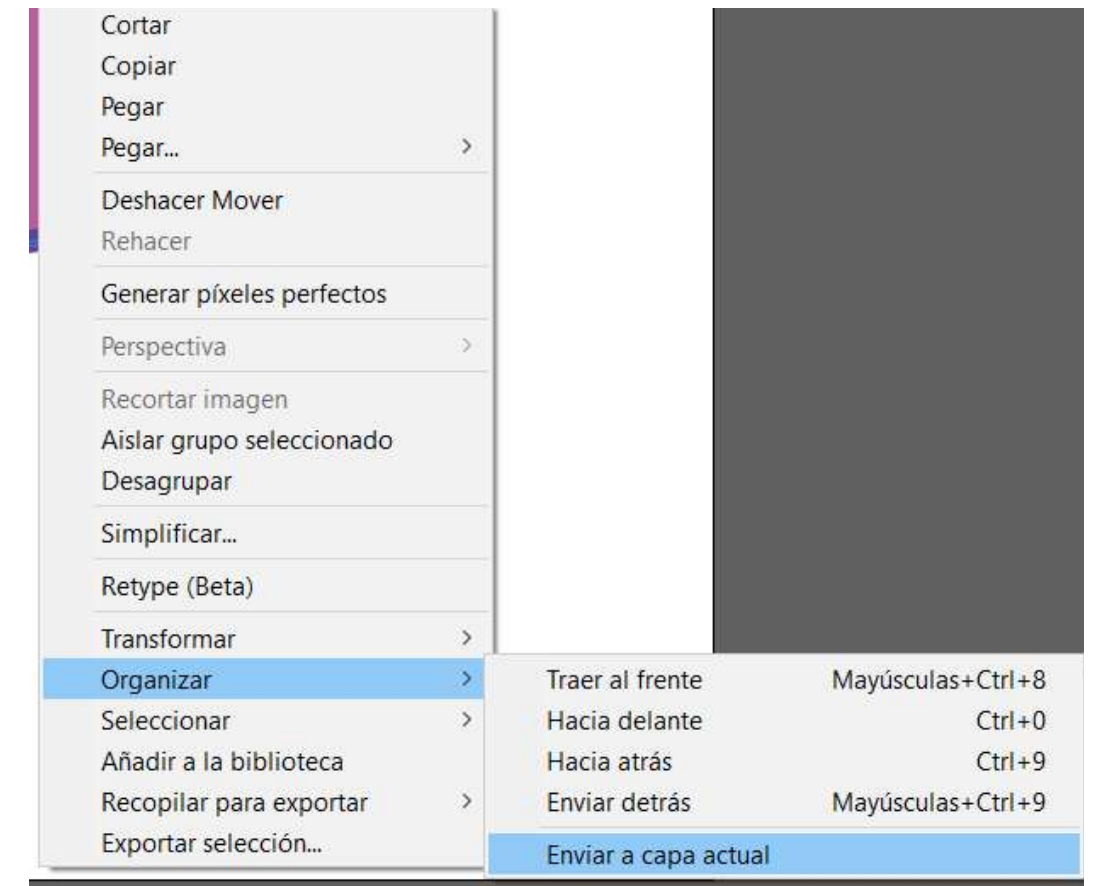 Cortar
Copiar
Pegar
Pegar...
Deshacer Mover
Rehacer
Generar píxeles perfectos
Perspectiva
Recortar imagen
Aislar grupo seleccionado
Desagrupar
Simplificar...
Retype (Beta)
Transformar
Organizar
Seleccionar
Añadir a la biblioteca
Recopilar para exportar
Exportar selección...
Traer al frente Mayúsculas+Ctrl+8
Hacia delante Ctrl+0
Hacia atrás Ctrl+9
Enviar detrás Mayúsculas+Ctrl+9
Enviar a capa actual